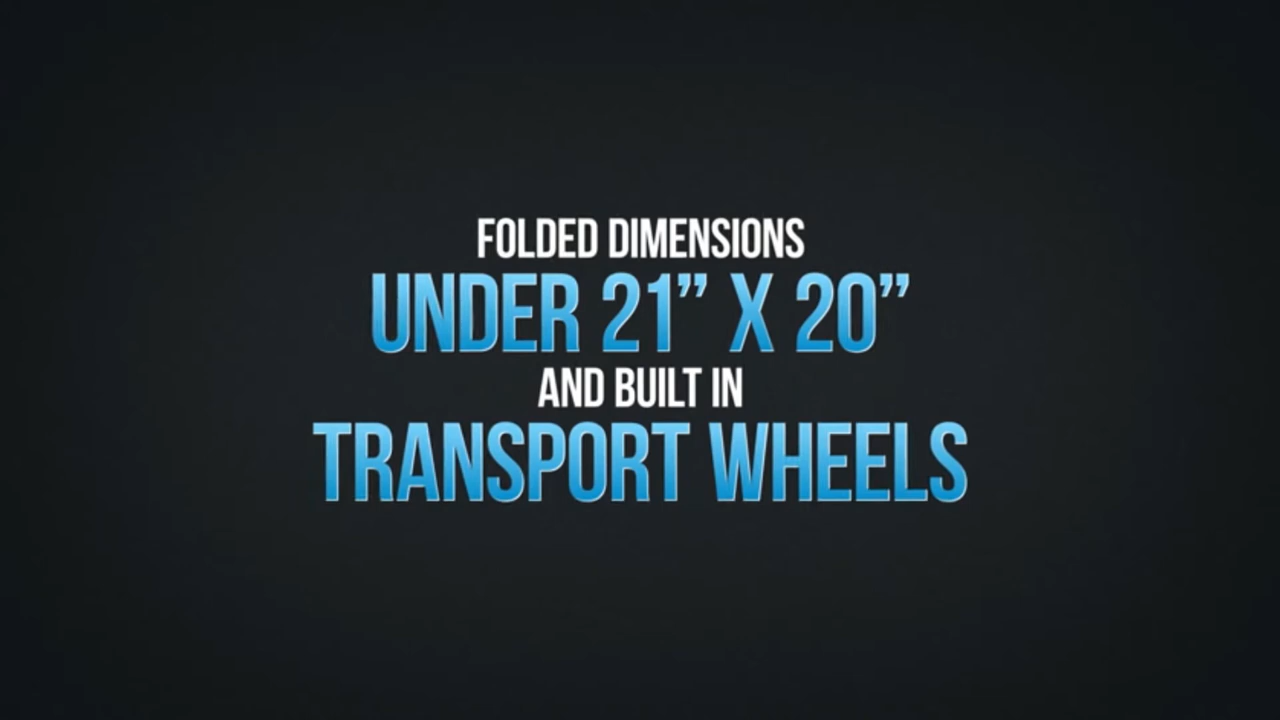 FOLDED DIMENSIONS
UNDER 21” X 20”
AND BUILT IN
TRANSPORT WHEELS